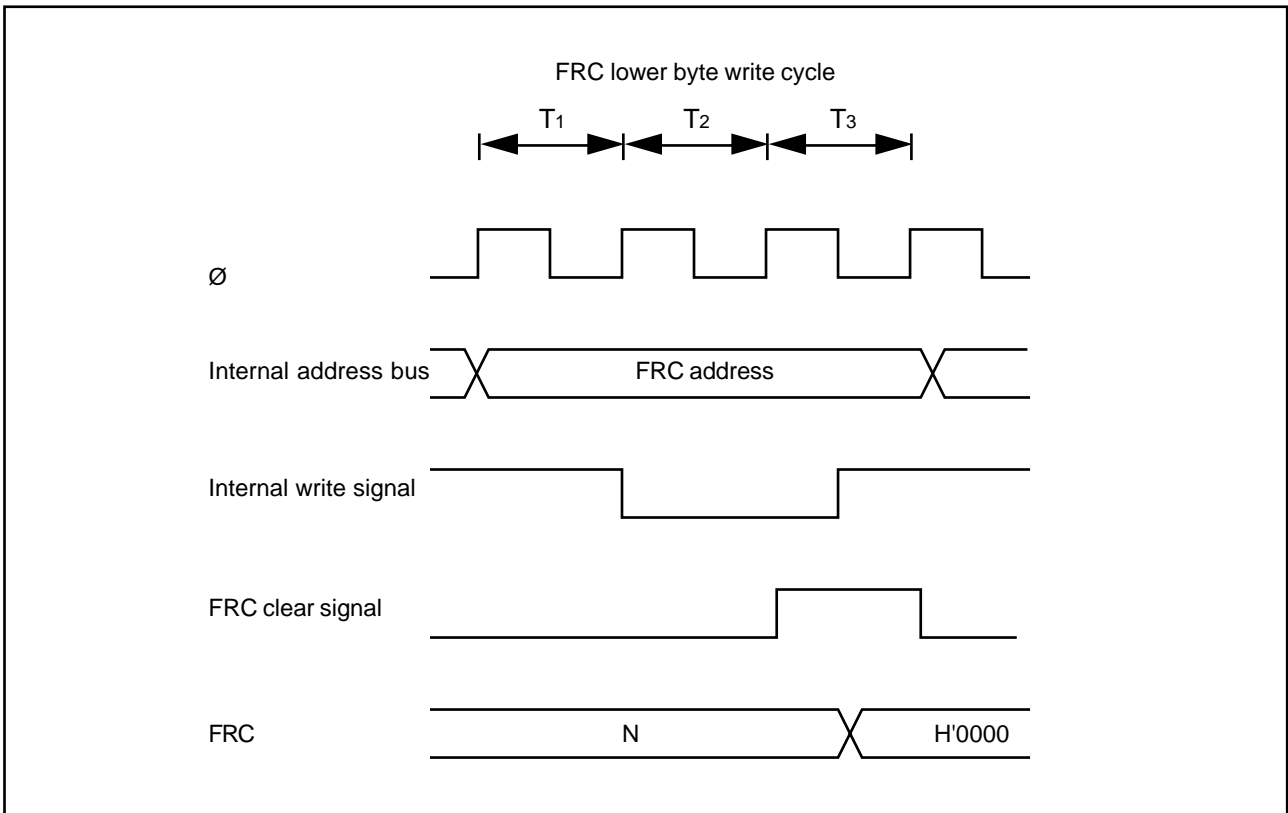 FRC lower byte write cycle
T1 T2 T3
Ø
Internal address bus FRC address
Internal write signal
FRC clear signal
FRC N H'0000